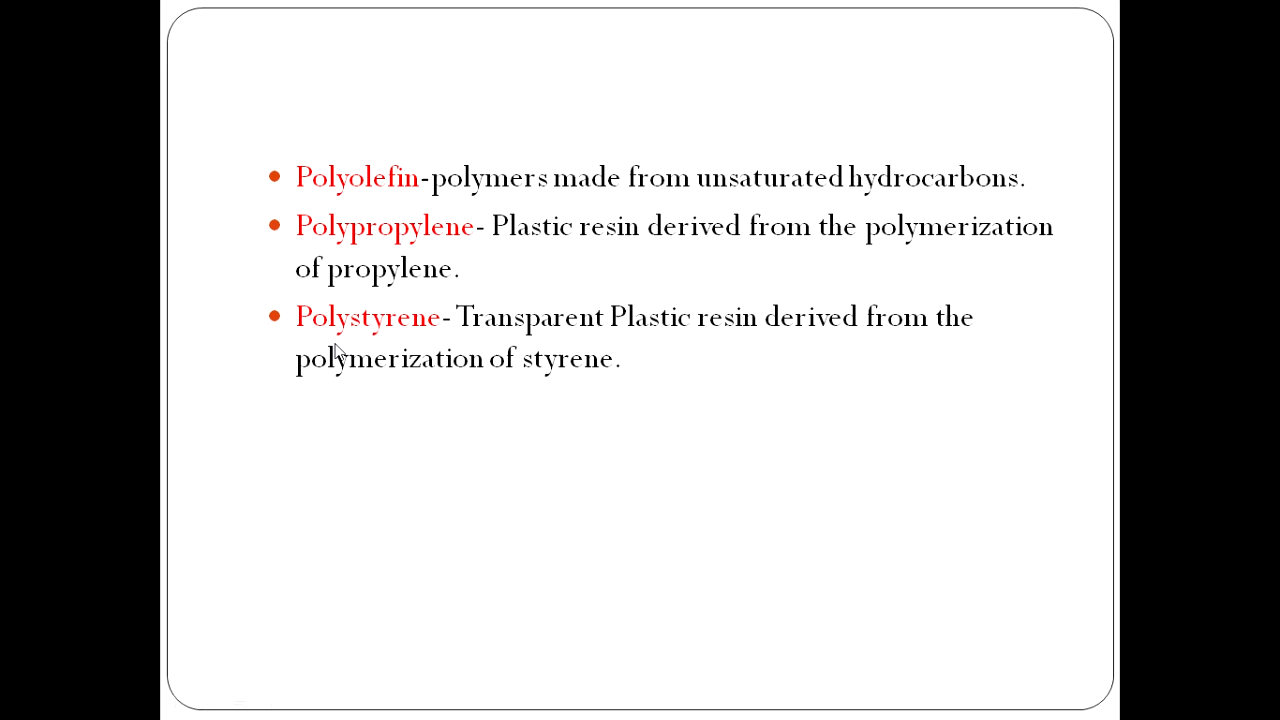 Polyolefin-polymers made from unsaturated hydrocarbons.
Polypropylene- Plastic resin derived from the polymerization
of propylene.
Polystyrene- Transparent Plastic resin derived from the
polymerization of styrene.